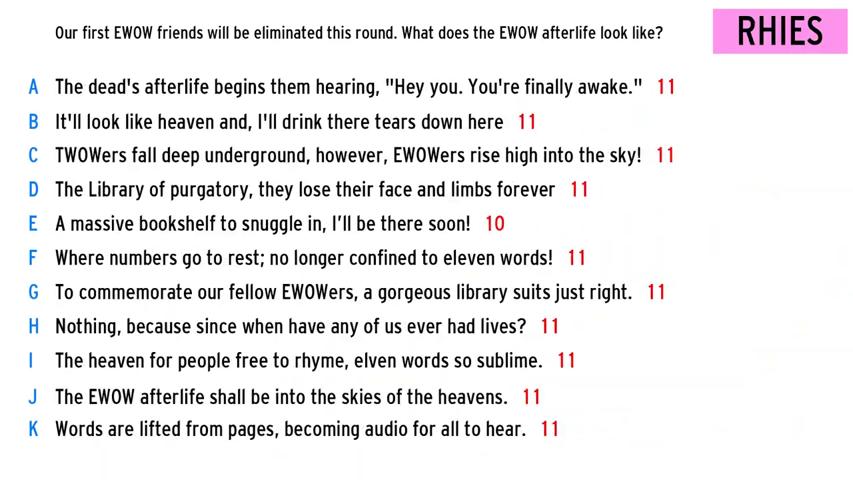 Our first EWOW friends will be eliminated this round. What does the EWOW afterlife look like?
RHIES
A The dead's afterlife begins them hearing, "Hey you. You're finally awake." 11
B It'll look like heaven and, I'll drink there tears down here 11
C TWOWers fall deep underground, however, EWOWers rise high into the sky! 11
D The Library of purgatory, they lose their face and limbs forever 11
E A massive bookshelf to snuggle in, I’ll be there soon! 10
F Where numbers go to rest; no longer confined to eleven words! 11
G To commemorate our fellow EWOWers, a gorgeous library suits just right. 11
H Nothing, because since when have any of us ever had lives? 11
I The heaven for people free to rhyme, elven words so sublime. 11
J The EWOW afterlife shall be into the skies of the heavens. 11
K Words are lifted from pages, becoming audio for all to hear. 11